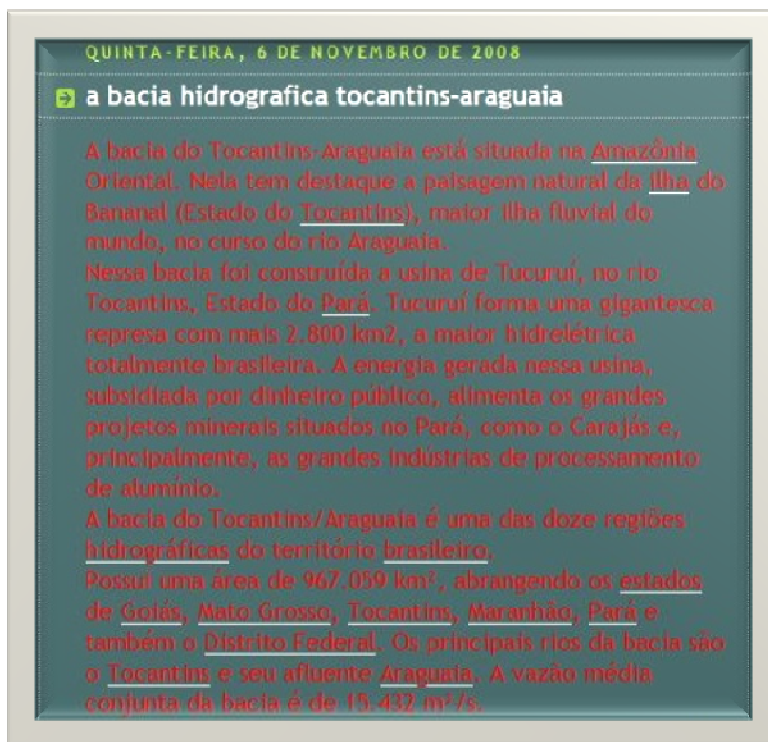 QUINTA-FEIRA, 6 DE NOVEMBRO DE 2008
a bacia hidrografica tocantins-araguaia
A bacia do Tocantins-Araguaia está situada na Amazônia
Oriental. Nela tem destaque a paisagem natural da Ilha do
Bananal (Estado do Tocantins), maior ilha fluvial do
mundo, no curso do rio Araguaia.
Nessa bacia foi construída a usina de Tucuruí, no rio
Tocantins, Estado do Pará. Tucuruí forma uma gigantesca
represa com mais 2.800 km2, a maior hidrelétrica
totalmente brasileira. A energia gerada nessa usina,
subsidiada por dinheiro público, alimenta os grandes
projetos minerais situados no Pará, como o Carajás e,
principalmente, as grandes indústrias de processamento
de alumínio.
A bacia do Tocantins/Araguaia é uma das doze regiões
hidrográficas do território brasileiro.
Possui uma área de 967.059 km², abrangendo os estados
de Goiás, Mato Grosso, Tocantins, Maranhão, Pará e
também o Distrito Federal. Os principais rios da bacia são
o Tocantins e seu afluente Araguaia. A vazão média
conjunta da bacia é de 15.432 m³/s.